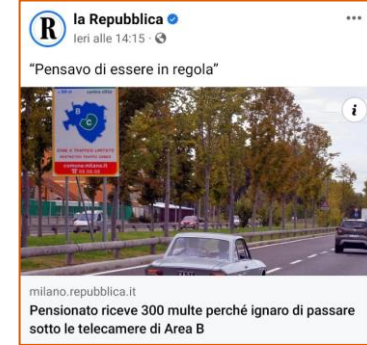 R
la Repubblica
Ieri alle 14:15
"Pensavo di essere in regola"
B
C
i
milano.repubblica.it
Pensionato riceve 300 multe perché ignaro di passare
sotto le telecamere di Area B